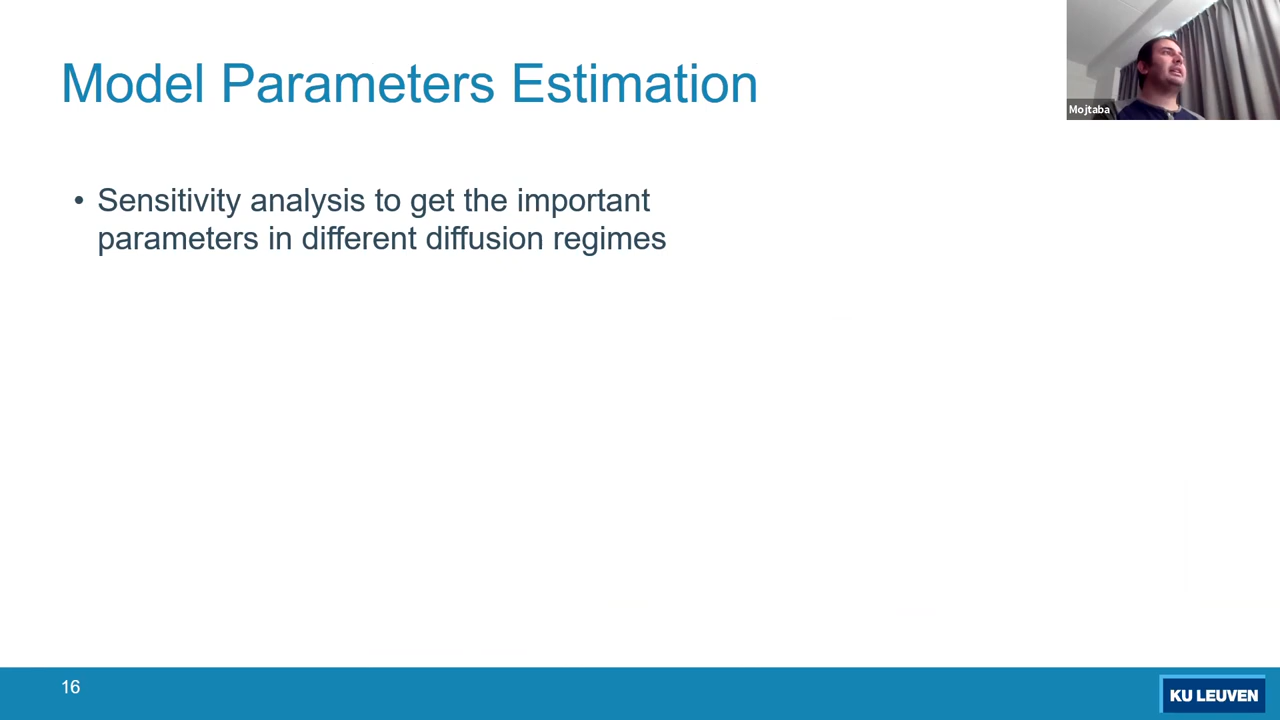 Model Parameters Estimation
Mojtaba
• Sensitivity analysis to get the important
parameters in different diffusion regimes
16
KU LEUVEN